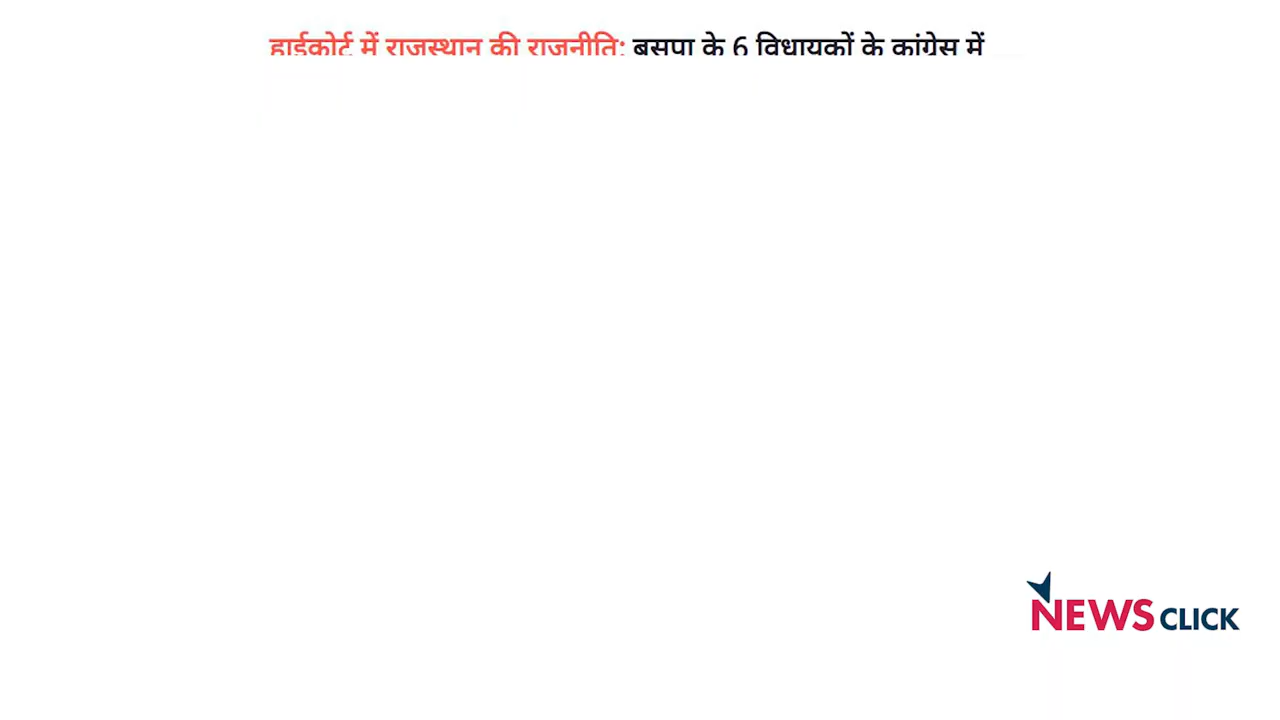 हाईकोर्ट में राजस्थान की राजनीति: बसपा के 6 विधायकों के कांग्रेस में
NEWS CLICK